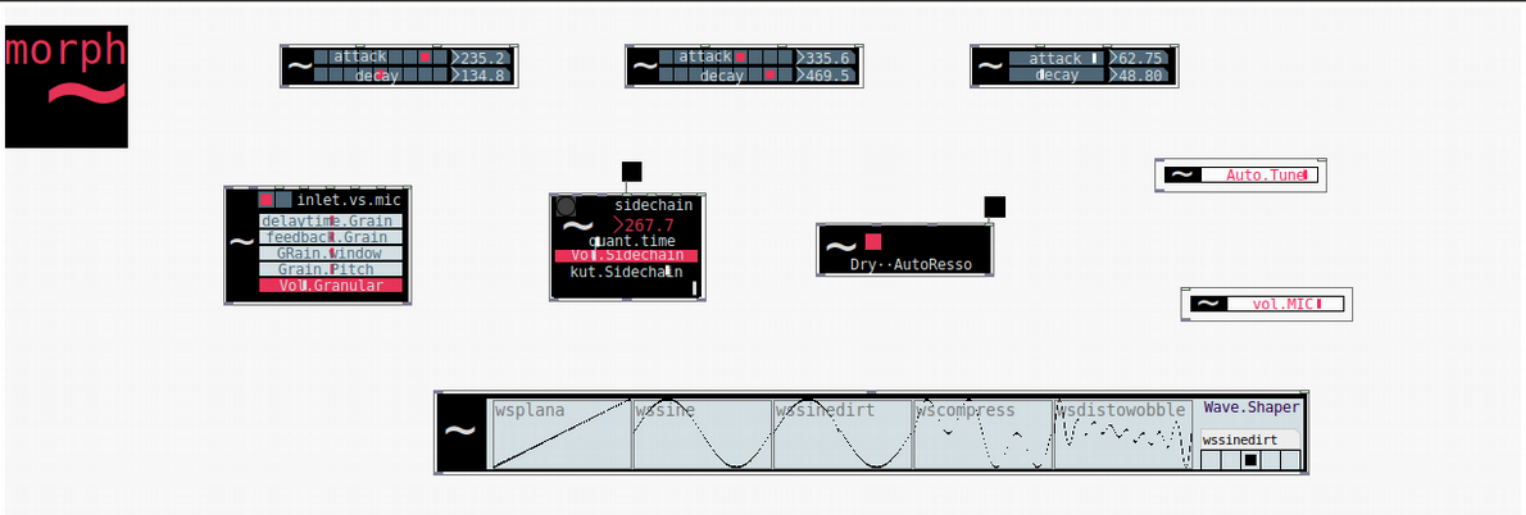 morph
~
~ attack >235.2
decay >134.8
~ attack >335.6
decay >469.5
~ attack >62.75
decay >48.80
~ Auto.Tune
inlet.vs.mic
delaytime.Grain
feedback.Grain
~ GRain.Window
Grain.Pitch
Vol.Granular
sidechain
~ >267.7
quant.time
Vol.Sidechain
kut.Sidechain
~
Dry··AutoResso
~ vol.MIC
~ wsplana wssine wssinedirt wscompress wsdistowobble Wave.Shaper
wssinedirt